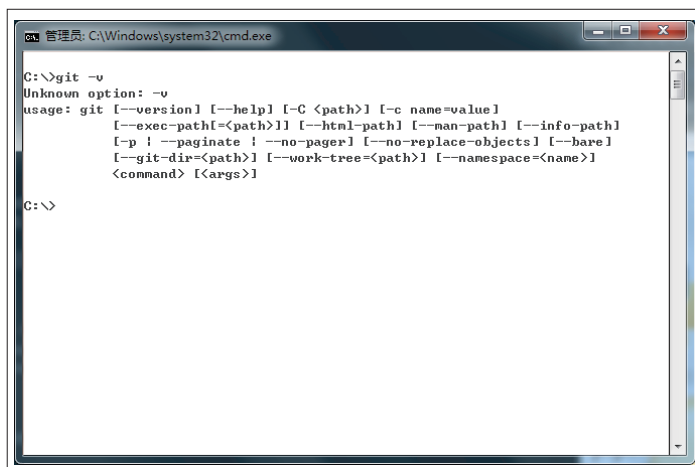 管理员: C:\Windows\system32\cmd.exe
C:\>git -v
Unknown option: -v
usage: git [--version] [--help] [-C <path>] [-c name=value]
[--exec-path[=<path>]] [--html-path] [--man-path] [--info-path]
[-p ¦ --paginate ¦ --no-pager] [--no-replace-objects] [--bare]
[--git-dir=<path>] [--work-tree=<path>] [--namespace=<name>]
<command> [<args>]
C:\>